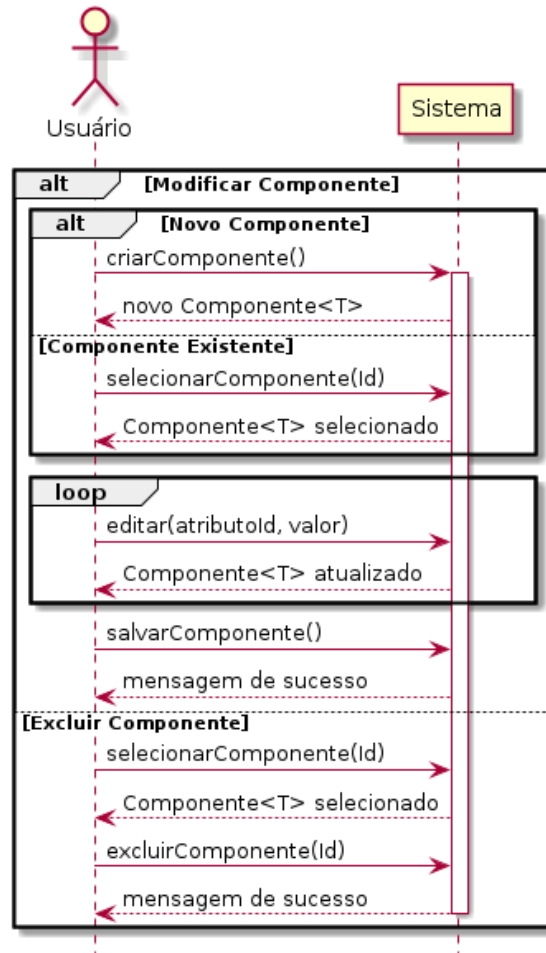 Usuário
Sistema
alt [Modificar Componente]
alt [Novo Componente]
criarComponente()
novo Componente<T>
[Componente Existente]
selecionarComponente(Id)
Componente<T> selecionado
loop
editar(atributoId, valor)
Componente<T> atualizado
salvarComponente()
mensagem de sucesso
[Excluir Componente]
selecionarComponente(Id)
Componente<T> selecionado
excluirComponente(Id)
mensagem de sucesso